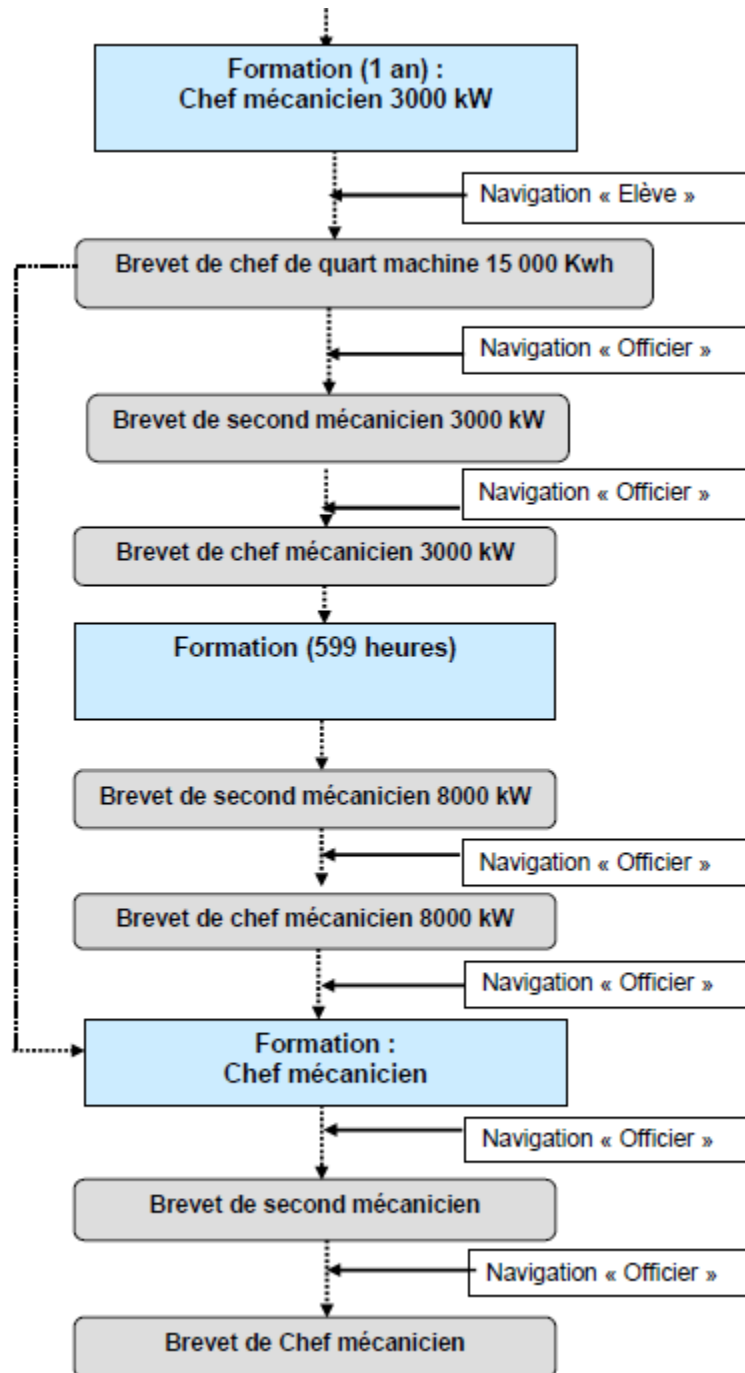 Formation (1 an) :
Chef mécanicien 3000 kW
Navigation « Elève »
Brevet de chef de quart machine 15 000 Kwh
Navigation « Officier »
Brevet de second mécanicien 3000 kW
Navigation « Officier »
Brevet de chef mécanicien 3000 kW
Formation (599 heures)
Brevet de second mécanicien 8000 kW
Navigation « Officier »
Brevet de chef mécanicien 8000 kW
Navigation « Officier »
Formation :
Chef mécanicien
Navigation « Officier »
Brevet de second mécanicien
Navigation « Officier »
Brevet de Chef mécanicien